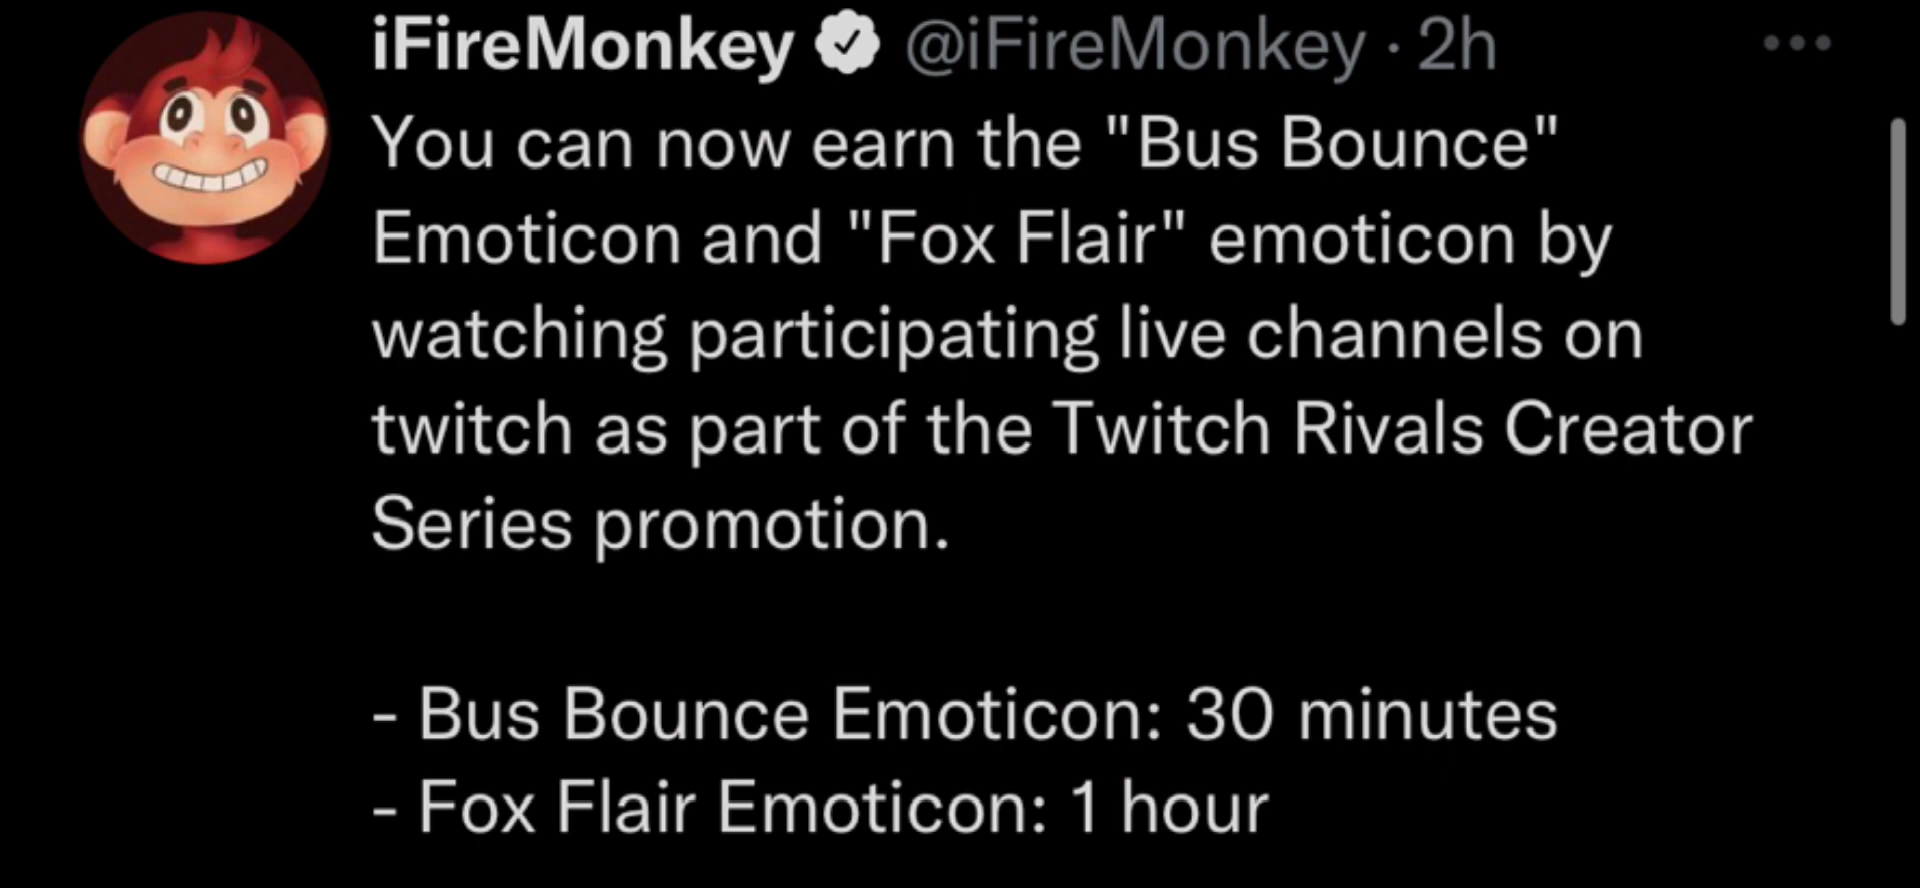 iFireMonkey @iFireMonkey · 2h
You can now earn the "Bus Bounce"
Emoticon and "Fox Flair" emoticon by
watching participating live channels on
twitch as part of the Twitch Rivals Creator
Series promotion.
- Bus Bounce Emoticon: 30 minutes
- Fox Flair Emoticon: 1 hour